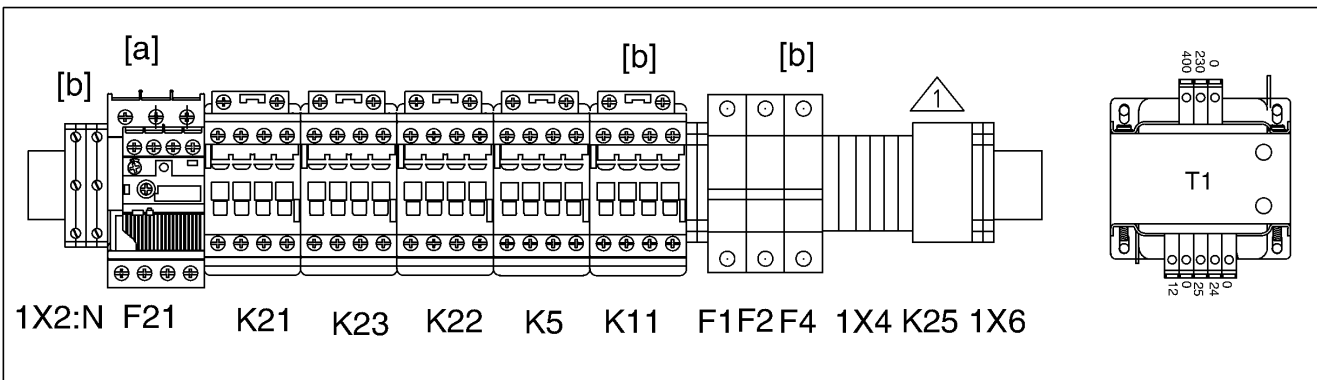 [a]
[b] [b] [b]
1
400 230 0
T1
12 0 25 24 0
1X2:N F21 K21 K23 K22 K5 K11 F1 F2 F4 1X4 K25 1X6